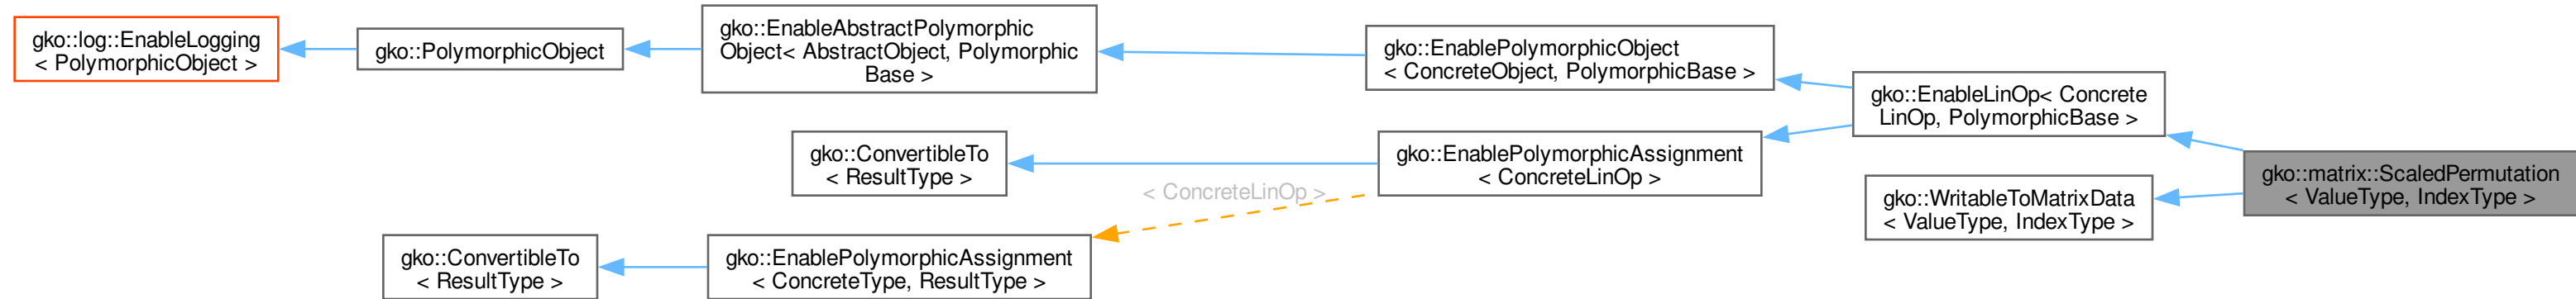 gko::log::EnableLogging
< PolymorphicObject >
gko::PolymorphicObject
gko::EnableAbstractPolymorphic
Object< AbstractObject, Polymorphic
Base >
gko::EnablePolymorphicObject
< ConcreteObject, PolymorphicBase >
gko::EnableLinOp< Concrete
LinOp, PolymorphicBase >
gko::ConvertibleTo
< ResultType >
gko::EnablePolymorphicAssignment
< ConcreteLinOp >
< ConcreteLinOp >
gko::matrix::ScaledPermutation
< ValueType, IndexType >
gko::WritableToMatrixData
< ValueType, IndexType >
gko::ConvertibleTo
< ResultType >
gko::EnablePolymorphicAssignment
< ConcreteType, ResultType >